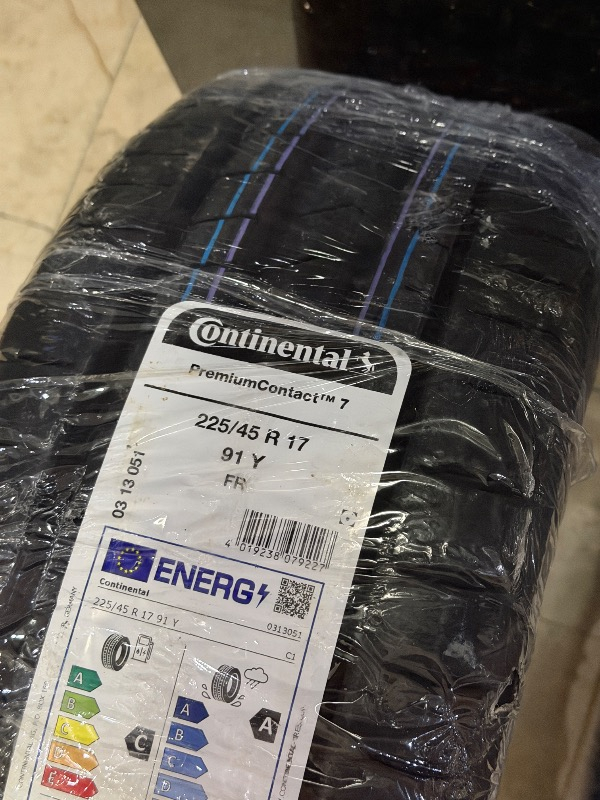 Continental
PremiumContact™ 7
225/45 R 17
91 Y
FR
03 13 051
4 019238 079227
ENERG
Continental
225/45 R 17 91 Y
0313051
C1
A
B
C
D
E
C
A
B
C
D
A